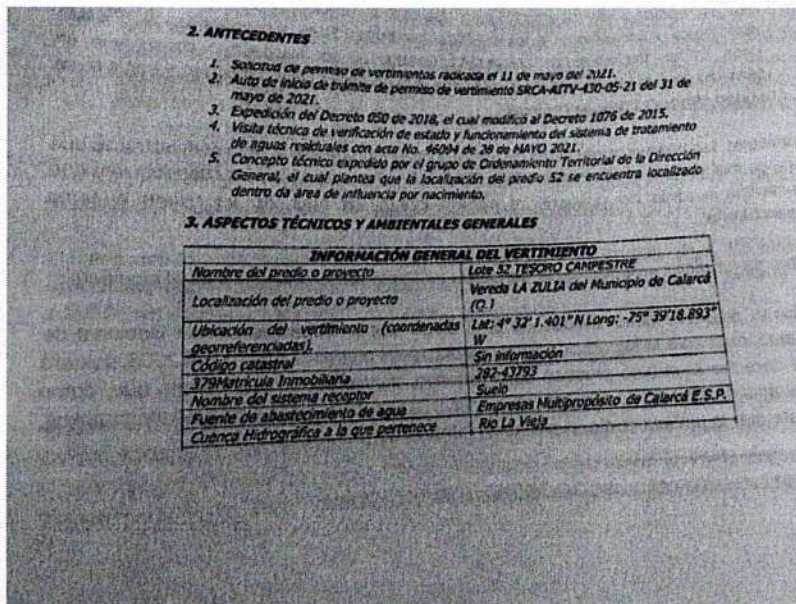 2. ANTECEDENTES
1. Solicitud de permiso de vertimientos radicada el 11 de mayo del 2021.
2. Auto de inicio de trámite de permiso de vertimiento SRCA-AITV-430-05-21 del 31 de
mayo de 2021.
3. Expedición del Decreto 050 de 2018, el cual modificó al Decreto 1076 de 2015.
4. Visita técnica de verificación de estado y funcionamiento del sistema de tratamiento
de aguas residuales con acta No. 46094 de 28 de MAYO 2021.
5. Concepto técnico expedido por el grupo de Ordenamiento Territorial de la Dirección
General, el cual plantea que la localización del predio 52 se encuentra localizado
dentro da área de influencia por nacimiento.
3. ASPECTOS TÉCNICOS Y AMBIENTALES GENERALES
INFORMACIÓN GENERAL DEL VERTIMIENTO
Nombre del predio o proyecto Lote 52 TESORO CAMPESTRE
Localización del predio o proyecto Vereda LA ZULIA del Municipio de Calarcá
(Q.)
Ubicación del vertimiento (coordenadas Lat: 4° 32' 1.401" N Long: -75° 39'18.893"
georreferenciadas). W
Código catastral Sin información
379Matricula Inmobiliaria 282-43793
Nombre del sistema receptor Suelo
Fuente de abastecimiento de agua Empresas Multipropósito de Calarcá E.S.P.
Cuenca Hidrográfica a la que pertenece Rio La Vieja